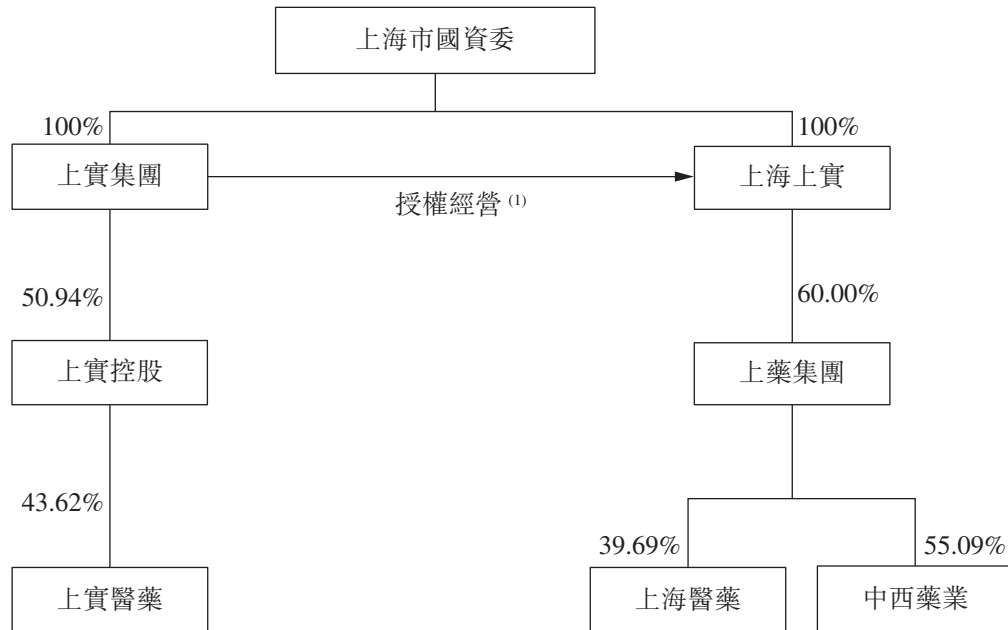 上海市國資委
100%
100%
上實集團
上海上實
授權經營 (1)
50.94%
60.00%
上實控股
上藥集團
43.62%
39.69%
55.09%
上實醫藥
上海醫藥
中西藥業